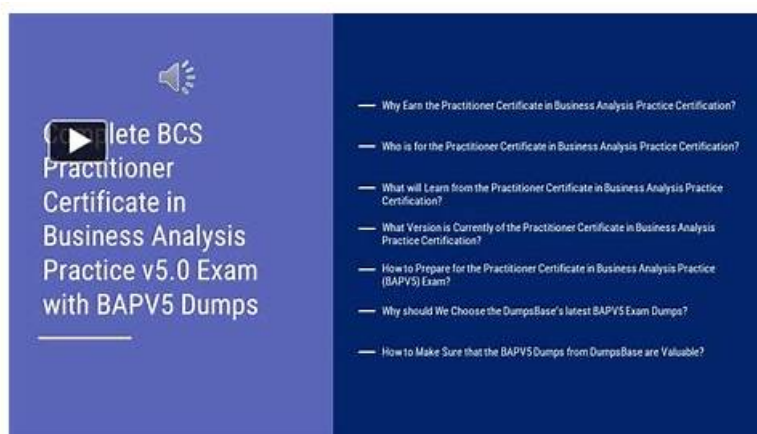 Complete BCS
Practitioner
Certificate in
Business Analysis
Practice v5.0 Exam
with BAPV5 Dumps
Why Earn the Practitioner Certificate in Business Analysis Practice Certification?
Who is for the Practitioner Certificate in Business Analysis Practice Certification?
What will Learn from the Practitioner Certificate in Business Analysis Practice
Certification?
What Version is Currently of the Practitioner Certificate in Business Analysis
Practice Certification?
How to Prepare for the Practitioner Certificate in Business Analysis Practice
(BAPV5) Exam?
Why should We Choose the DumpsBase's latest BAPV5 Exam Dumps?
How to Make Sure that the BAPV5 Dumps from DumpsBase are Valuable?